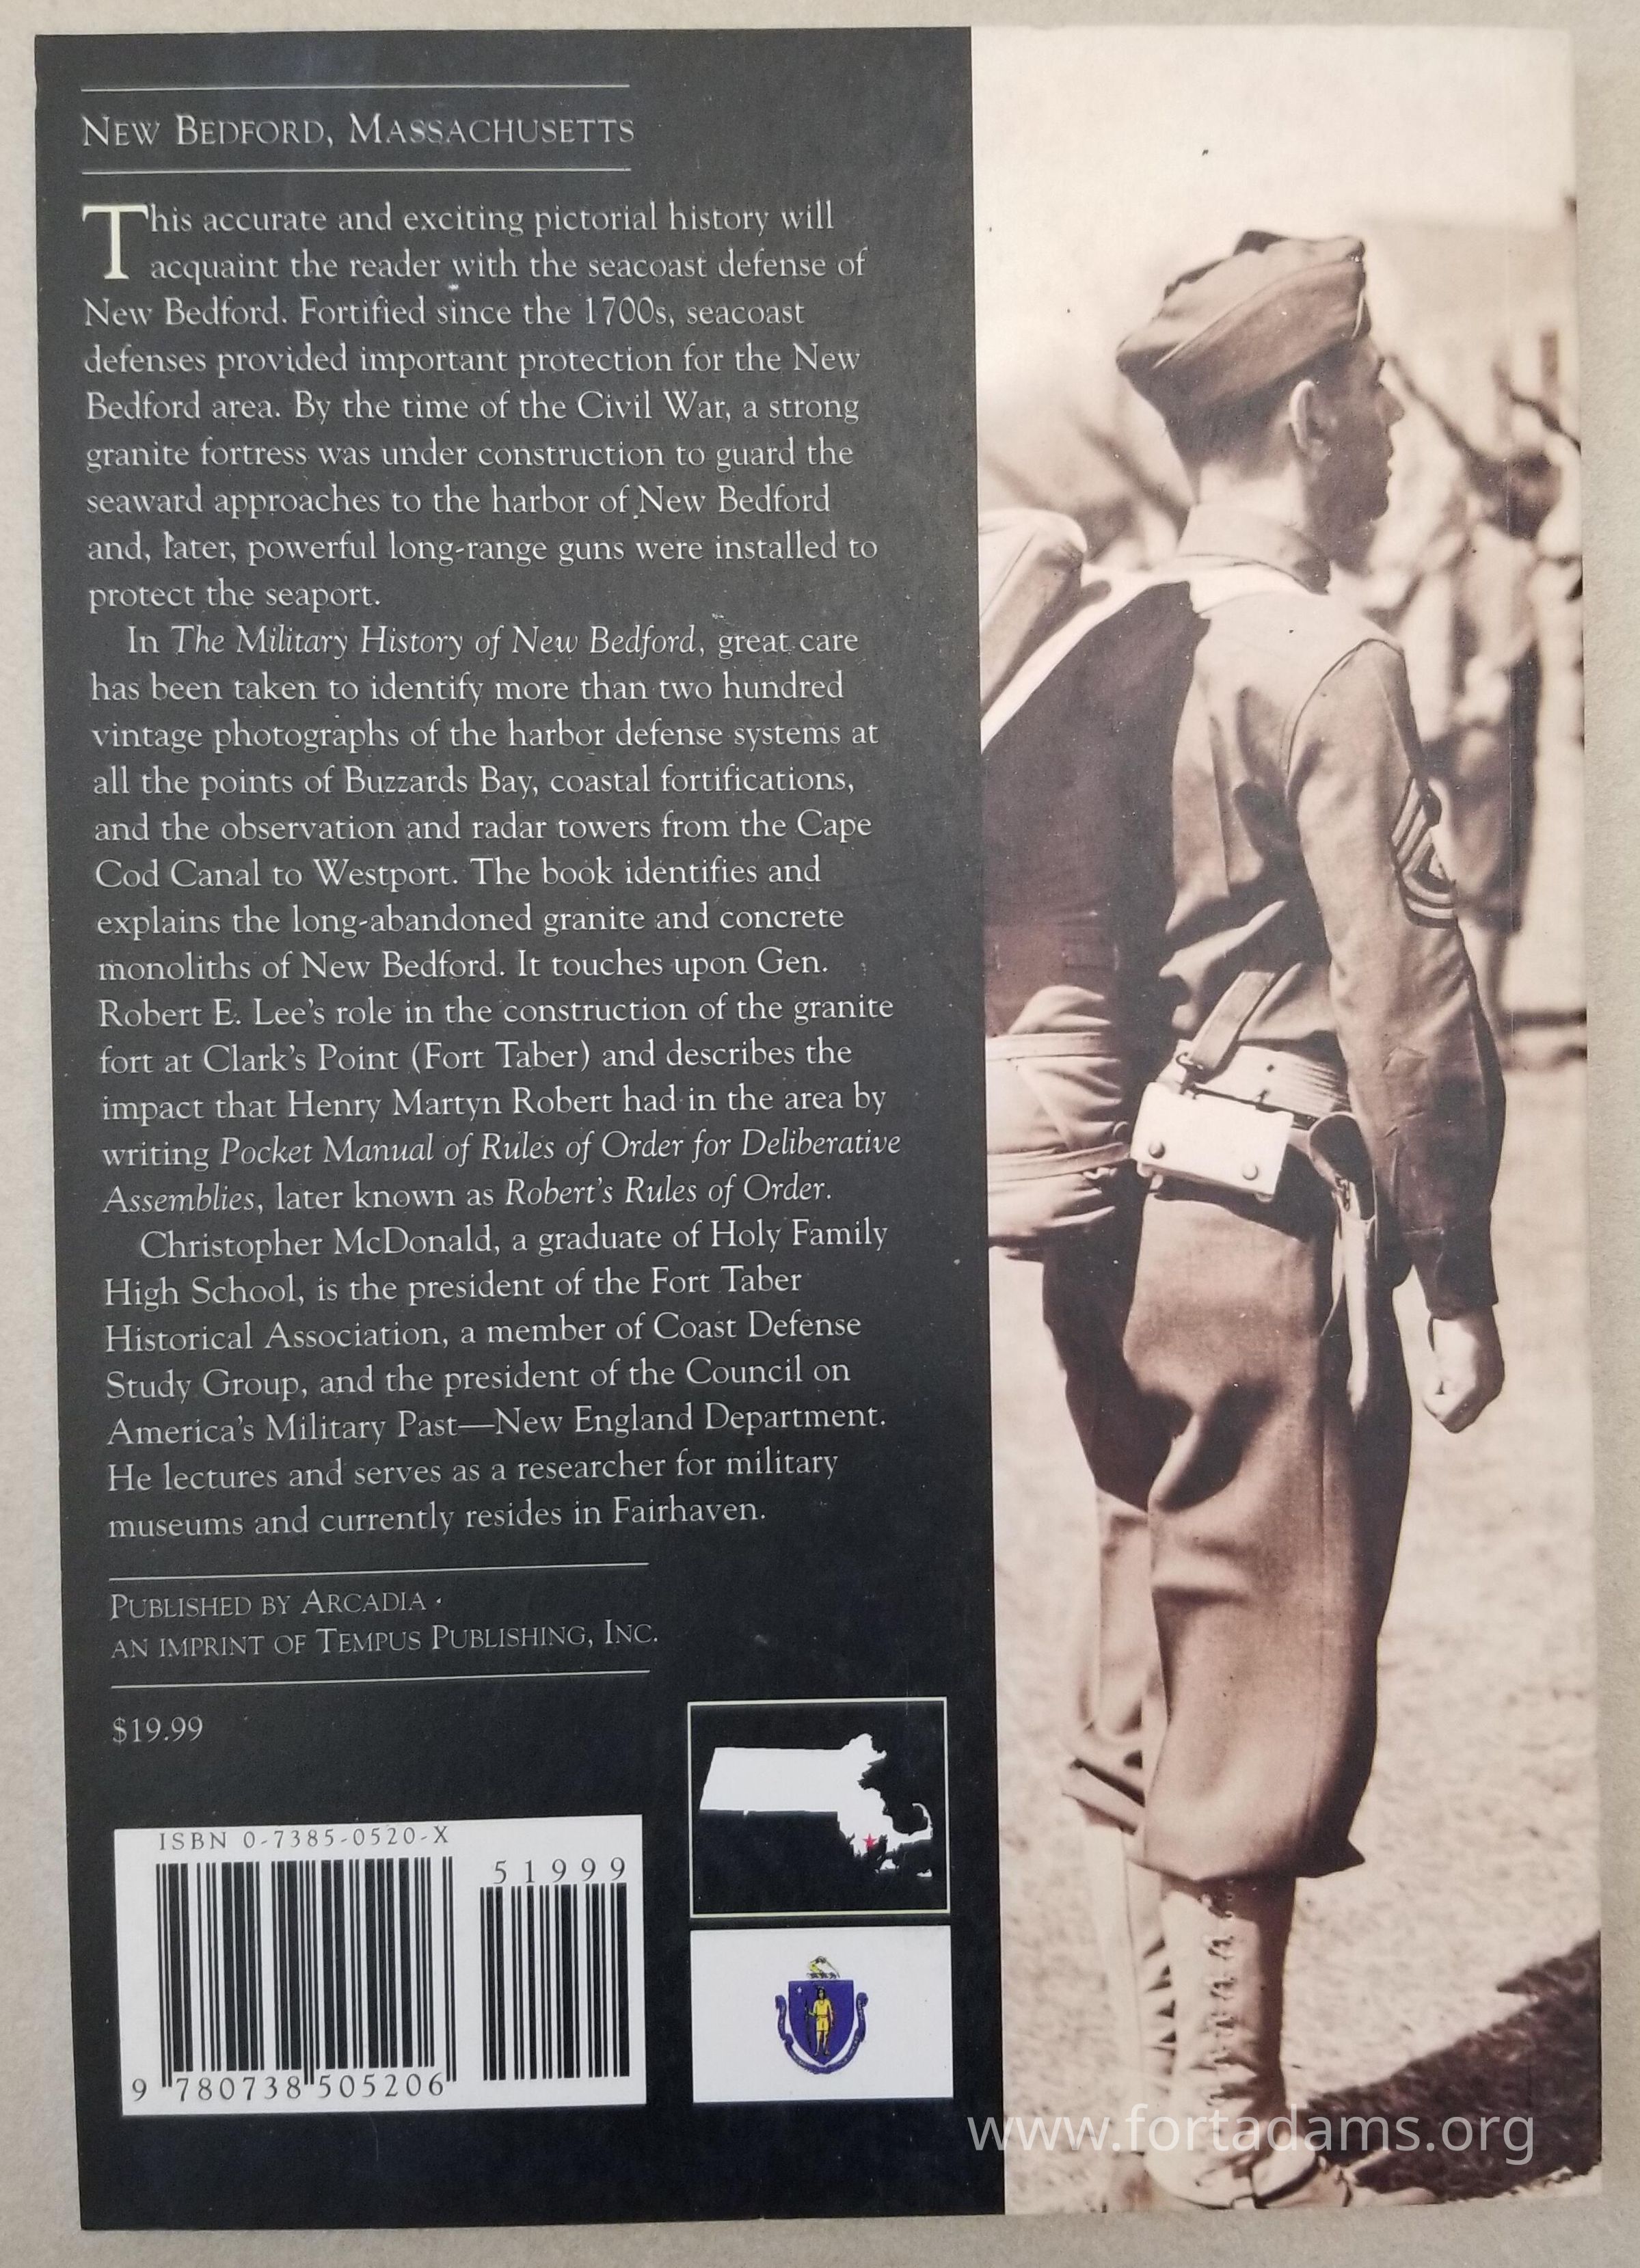 NEW BEDFORD, MASSACHUSETTS
This accurate and exciting pictorial history will
acquaint the reader with the seacoast defense of
New Bedford. Fortified since the 1700s, seacoast
defenses provided important protection for the New
Bedford area. By the time of the Civil War, a strong
granite fortress was under construction to guard the
seaward approaches to the harbor of New Bedford
and, later, powerful long-range guns were installed to
protect the seaport.
In The Military History of New Bedford, great care
has been taken to identify more than two hundred
vintage photographs of the harbor defense systems at
all the points of Buzzards Bay, coastal fortifications,
and the observation and radar towers from the Cape
Cod Canal to Westport. The book identifies and
explains the long-abandoned granite and concrete
monoliths of New Bedford. It touches upon Gen.
Robert E. Lee's role in the construction of the granite
fort at Clark's Point (Fort Taber) and describes the
impact that Henry Martyn Robert had in the area by
writing Pocket Manual of Rules of Order for Deliberative
Assemblies, later known as Robert's Rules of Order.
Christopher McDonald, a graduate of Holy Family
High School, is the president of the Fort Taber
Historical Association, a member of Coast Defense
Study Group, and the president of the Council on
America's Military Past—New England Department.
He lectures and serves as a researcher for military
museums and currently resides in Fairhaven.
PUBLISHED BY ARCADIA
AN IMPRINT OF TEMPUS PUBLISHING, INC.
$19.99
ISBN 0-7385-0520-X
51999
9 780738 505206
www.fortadams.org